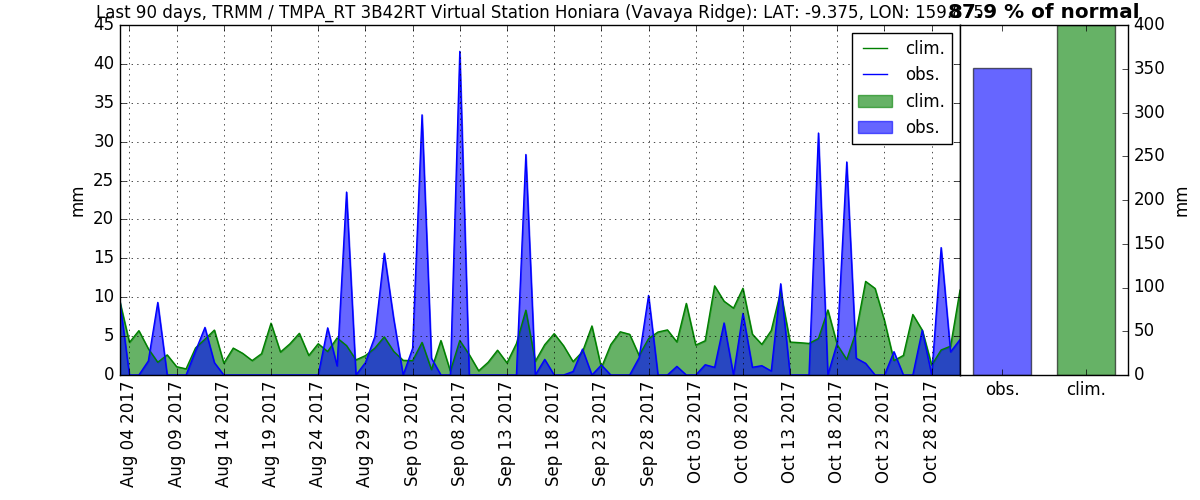 Last 90 days, TRMM / TMPA_RT 3B42RT Virtual Station Honiara (Vavaya Ridge): LAT: -9.375, LON: 159.875
87.9 % of normal
45
40
35
30
25
20
15
10
5
0
mm
clim.
obs.
clim.
obs.
400
350
300
250
200
150
100
50
0
mm
Aug 04 2017
Aug 09 2017
Aug 14 2017
Aug 19 2017
Aug 24 2017
Aug 29 2017
Sep 03 2017
Sep 08 2017
Sep 13 2017
Sep 18 2017
Sep 23 2017
Sep 28 2017
Oct 03 2017
Oct 08 2017
Oct 13 2017
Oct 18 2017
Oct 23 2017
Oct 28 2017
obs.
clim.